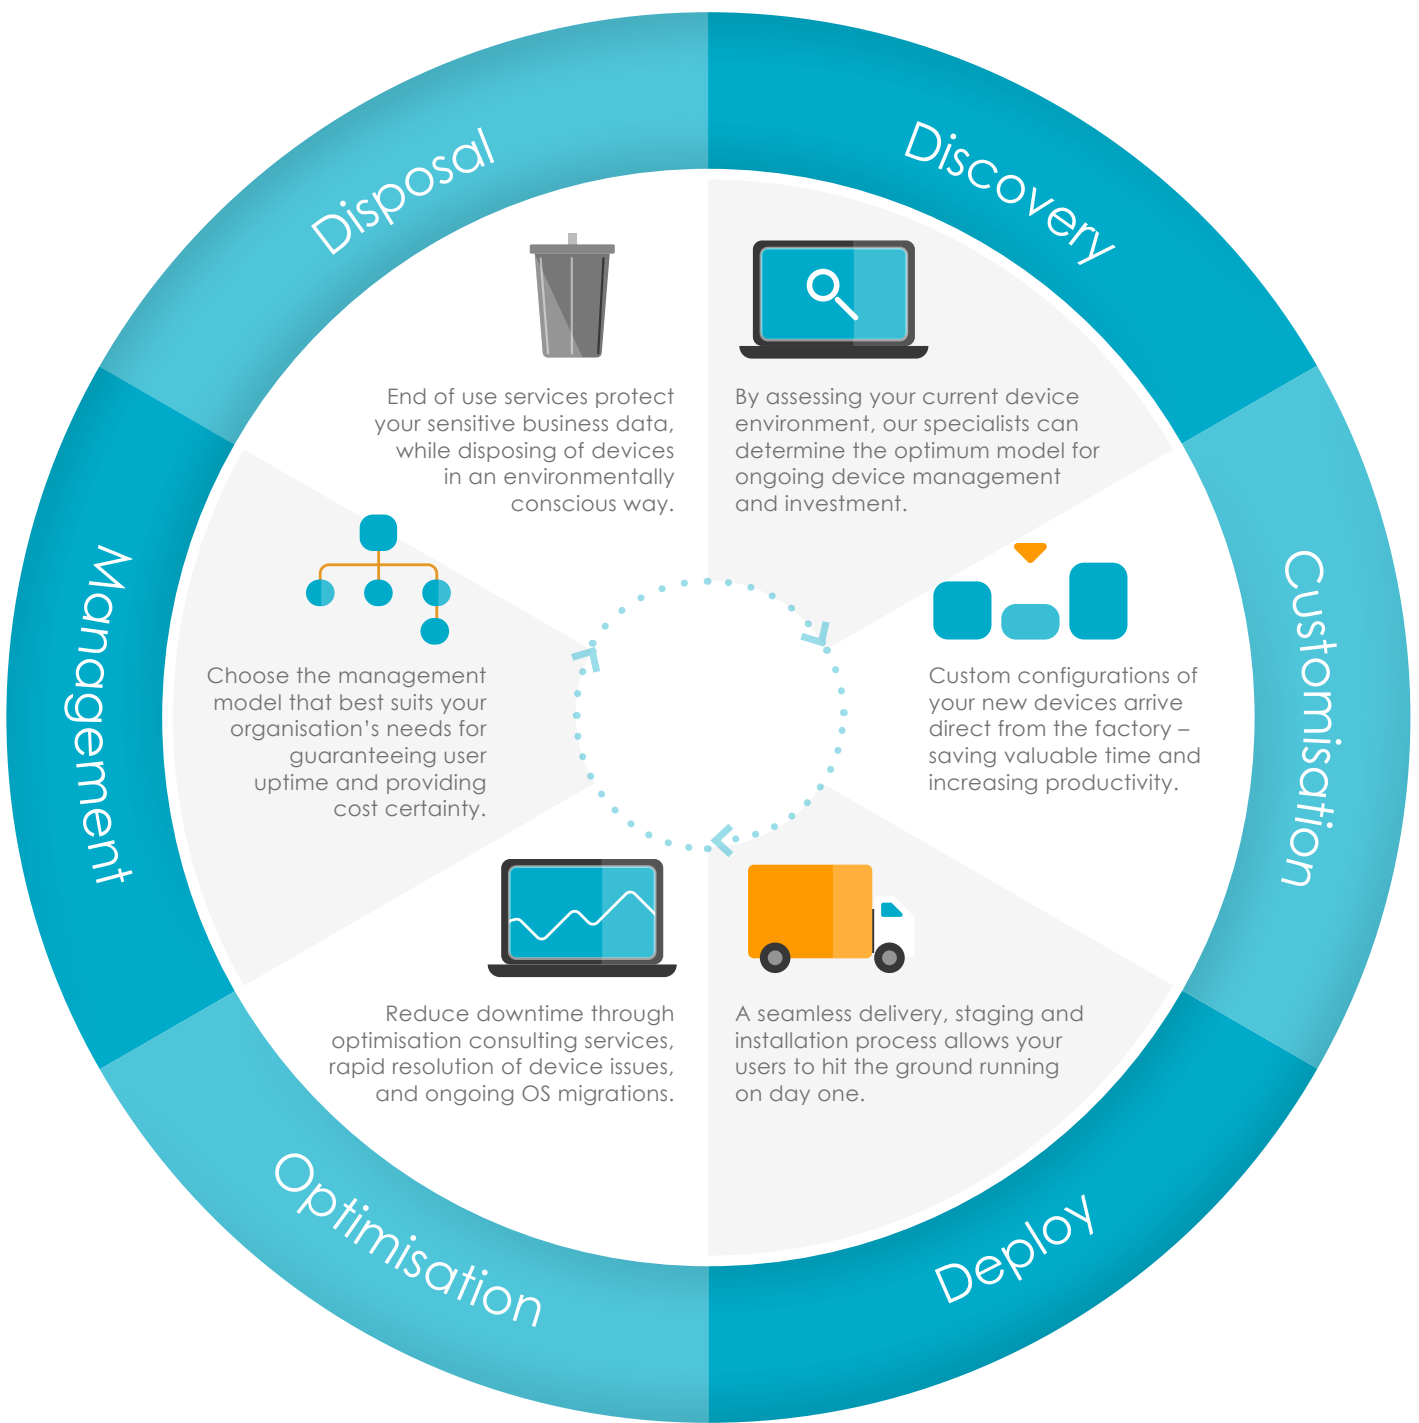 Discovery
By assessing your current device
environment, our specialists can
determine the optimum model for
ongoing device management
and investment.
Customisation
Custom configurations of
your new devices arrive
direct from the factory –
saving valuable time and
increasing productivity.
Deploy
A seamless delivery, staging and
installation process allows your
users to hit the ground running
on day one.
Optimisation
Reduce downtime through
optimisation consulting services,
rapid resolution of device issues,
and ongoing OS migrations.
Management
Choose the management
model that best suits your
organisation’s needs for
guaranteeing user
uptime and providing
cost certainty.
Disposal
End of use services protect
your sensitive business data,
while disposing of devices
in an environmentally
conscious way.